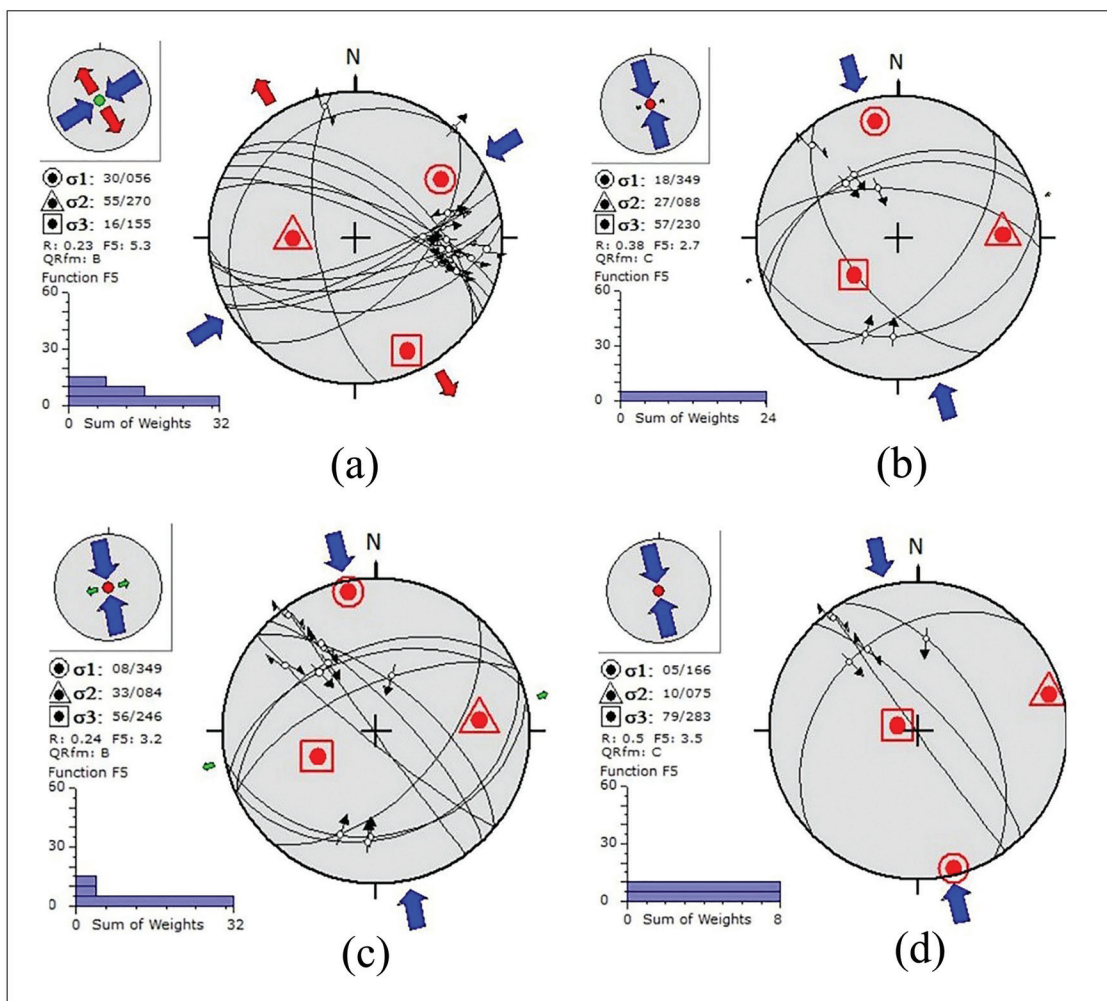 N
σ1: 30/056
σ2: 55/270
σ3: 16/155
R: 0.23 F5: 5.3
QRfm: B
Function F5
60
30
0
0 Sum of Weights 32
(a)
N
σ1: 18/349
σ2: 27/088
σ3: 57/230
R: 0.38 F5: 2.7
QRfm: C
Function F5
60
30
0
0 Sum of Weights 24
(b)
N
σ1: 08/349
σ2: 33/084
σ3: 56/246
R: 0.24 F5: 3.2
QRfm: B
Function F5
60
30
0
0 Sum of Weights 32
(c)
N
σ1: 05/166
σ2: 10/075
σ3: 79/283
R: 0.5 F5: 3.5
QRfm: C
Function F5
60
30
0
0 Sum of Weights 8
(d)